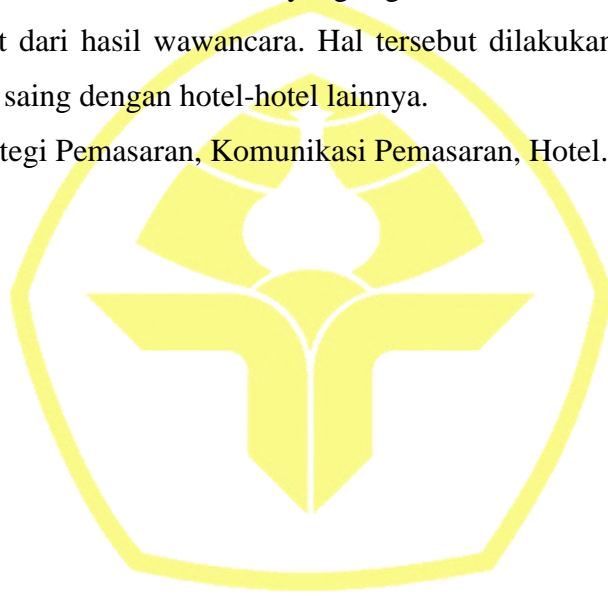 t dari hasil wawancara. Hal tersebut dilakukan
saing dengan hotel-hotel lainnya.
tegi Pemasaran, Komunikasi Pemasaran, Hotel.